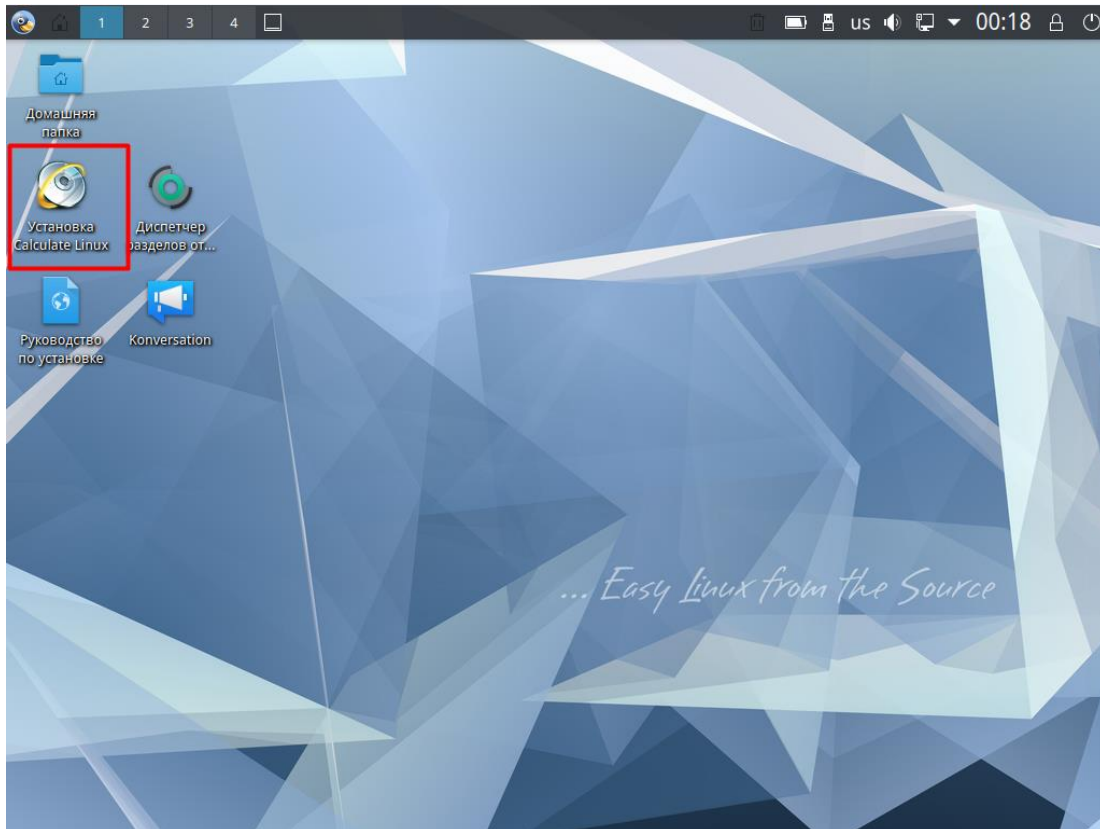 1 2 3 4 us 00:18
Домашняя
папка
Установка
Calculate Linux
Диспетчер
разделов от...
Руководство
по установке
Konversation
... Easy Linux from the Source